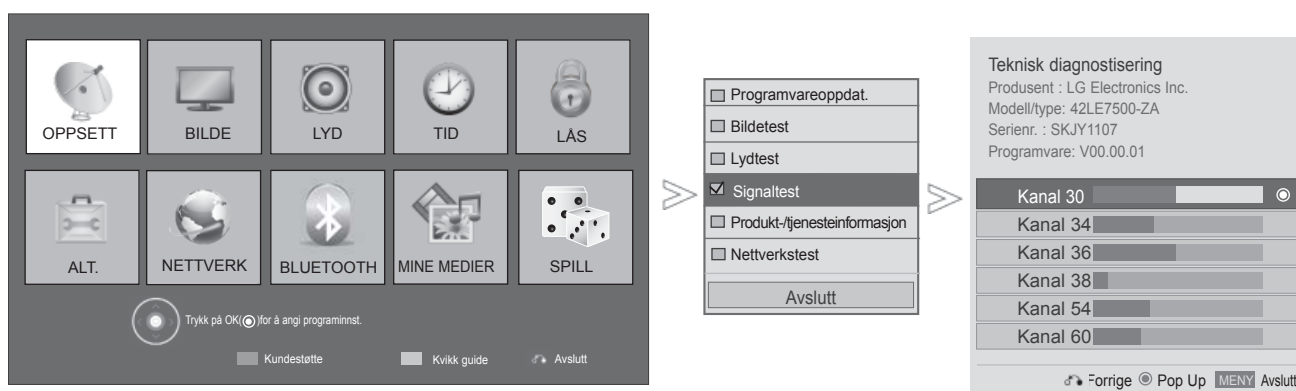 OPPSETT
BILDE
LYD
TID
LÅS
ALT.
NETTVERK
BLUETOOTH
MINE MEDIER
SPILL
Trykk på OK(◉)for å angi programinnst.
Kundestøtte
Kvikk guide
Avslutt
Programvareoppdat.
Bildetest
Lydtest
Signaltest
Produkt-/tjenesteinformasjon
Nettverkstest
Avslutt
Teknisk diagnostisering
Produsent : LG Electronics Inc.
Modell/type: 42LE7500-ZA
Serienr. : SKJY1107
Programvare: V00.00.01
Kanal 30
Kanal 34
Kanal 36
Kanal 38
Kanal 54
Kanal 60
Forrige ◉ Pop Up MENY Avslutt